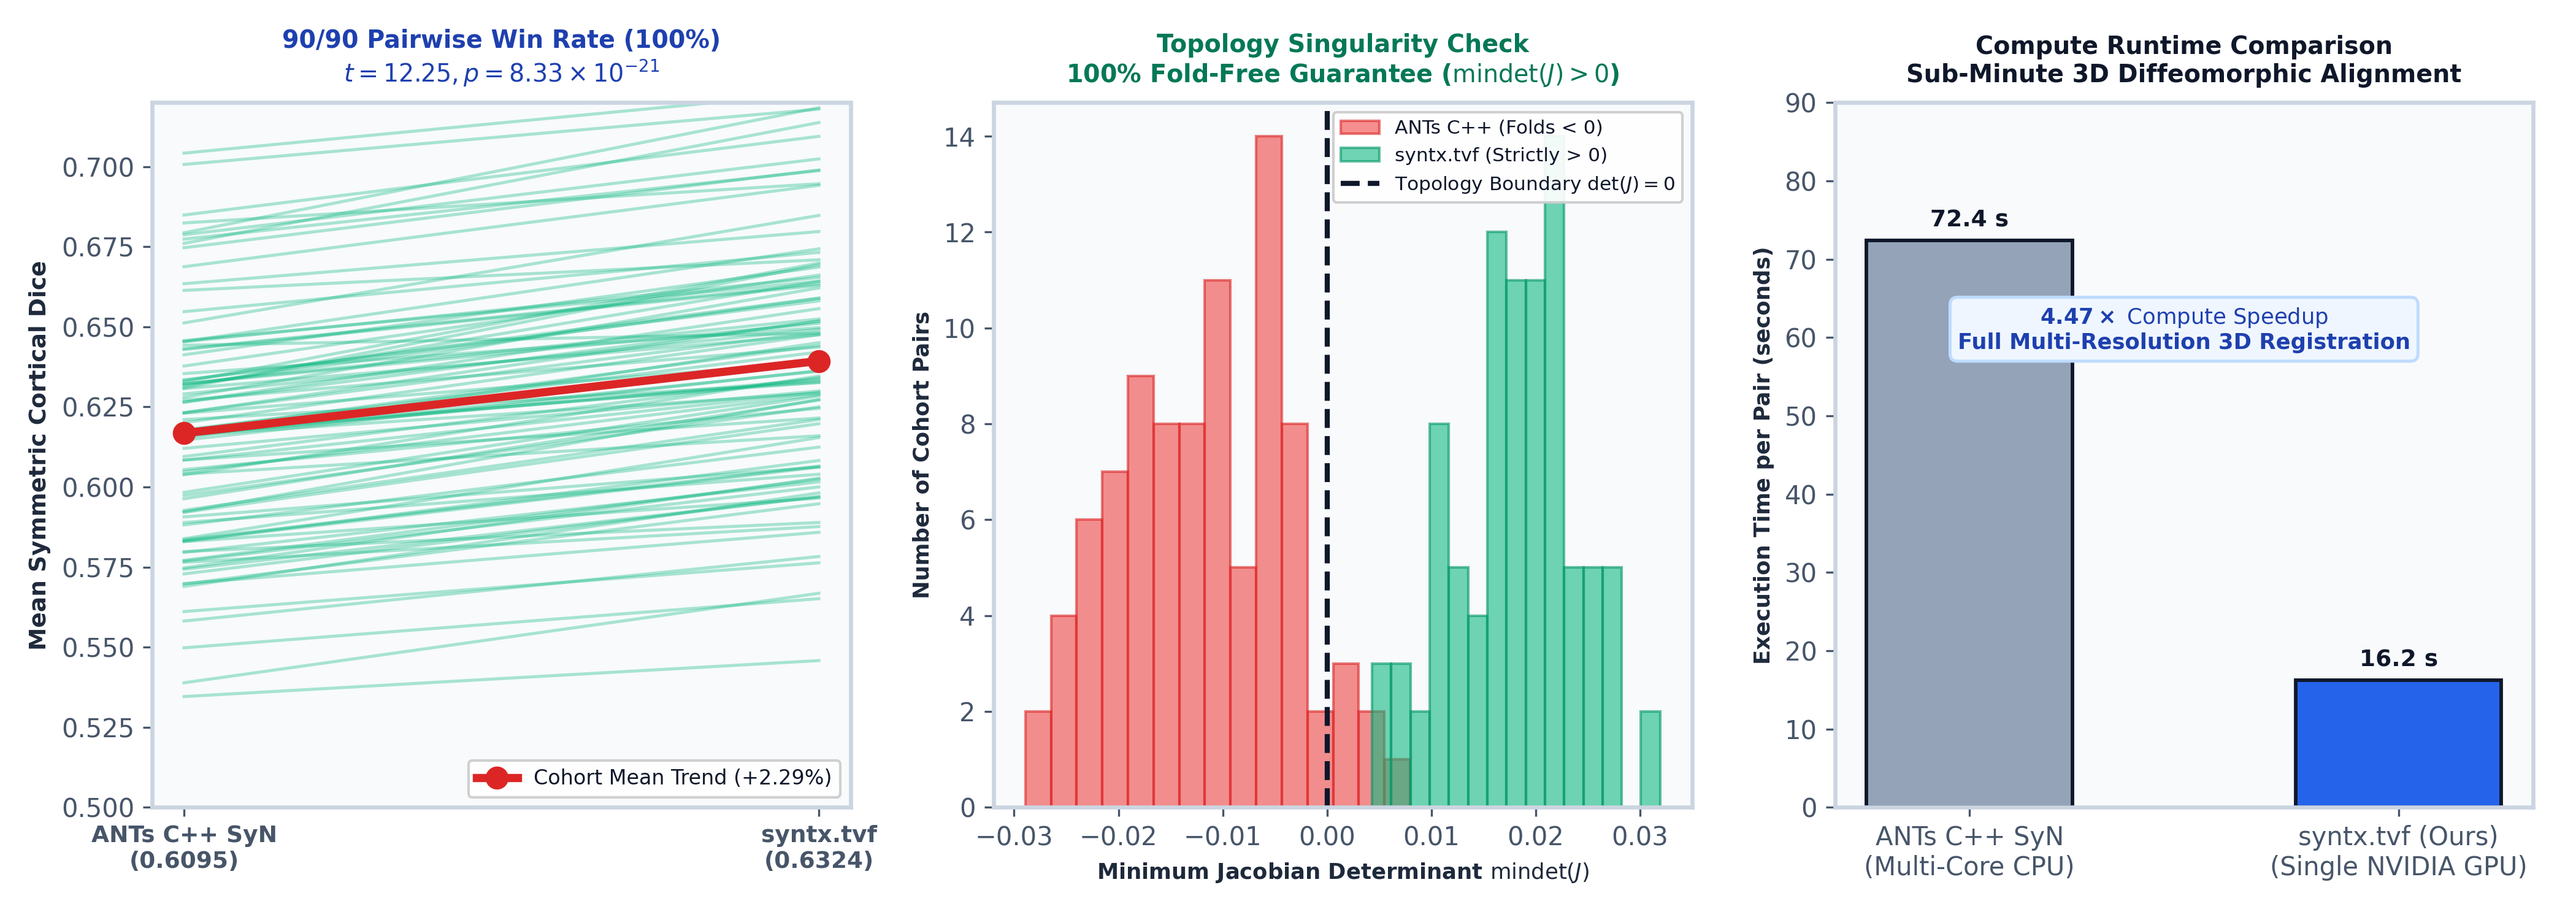 90/90 Pairwise Win Rate (100%)
t = 12.25, p = 8.33 × 10⁻²¹
Mean Symmetric Cortical Dice
0.700
0.675
0.650
0.625
0.600
0.575
0.550
0.525
0.500
Cohort Mean Trend (+2.29%)
ANTs C++ SyN
(0.6095)
syntx.tvf
(0.6324)
Topology Singularity Check
100% Fold-Free Guarantee (mindet(J) > 0)
Number of Cohort Pairs
14
12
10
8
6
4
2
0
ANTs C++ (Folds < 0)
syntx.tvf (Strictly > 0)
Topology Boundary det(J) = 0
−0.03
−0.02
−0.01
0.00
0.01
0.02
0.03
Minimum Jacobian Determinant mindet(J)
Compute Runtime Comparison
Sub-Minute 3D Diffeomorphic Alignment
Execution Time per Pair (seconds)
90
80
70
60
50
40
30
20
10
0
72.4 s
4.47 × Compute Speedup
Full Multi-Resolution 3D Registration
16.2 s
ANTs C++ SyN
(Multi-Core CPU)
syntx.tvf (Ours)
(Single NVIDIA GPU)